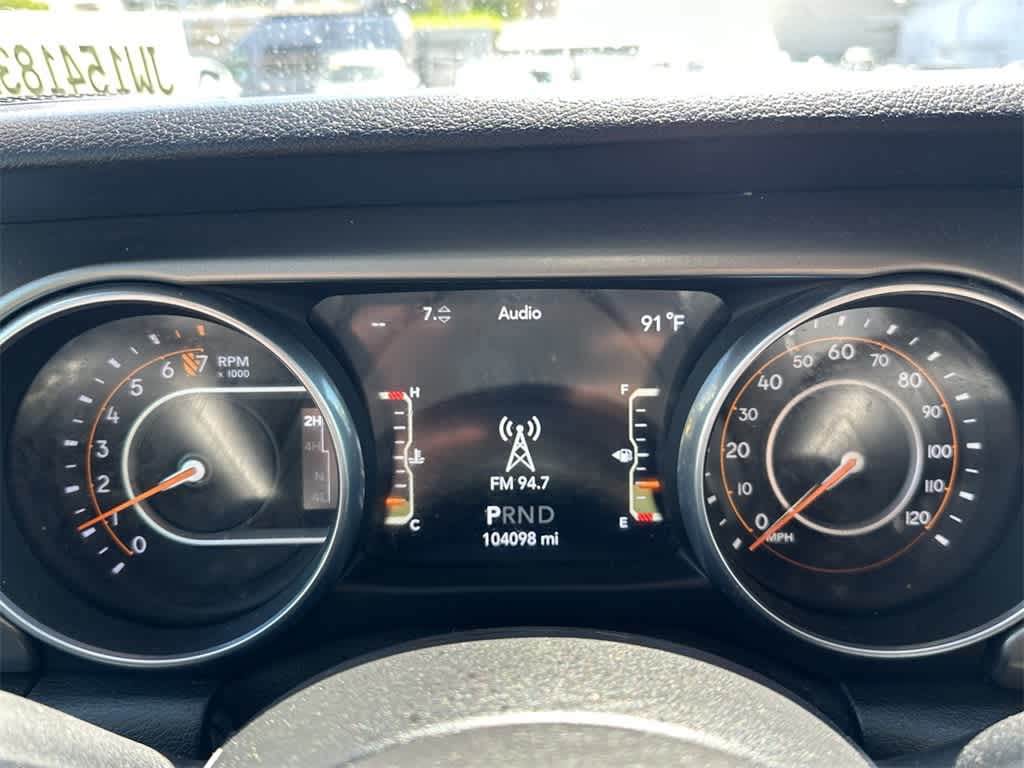 JW154183
-- 7. Audio 91°F
7
6
5
4
3
2
1
0
RPM
x 1000
2H
4H
N
4L
H
C
FM 94.7
PRND
104098 mi
F
E
0
10
20
30
40
50
60
70
80
90
100
110
120
MPH